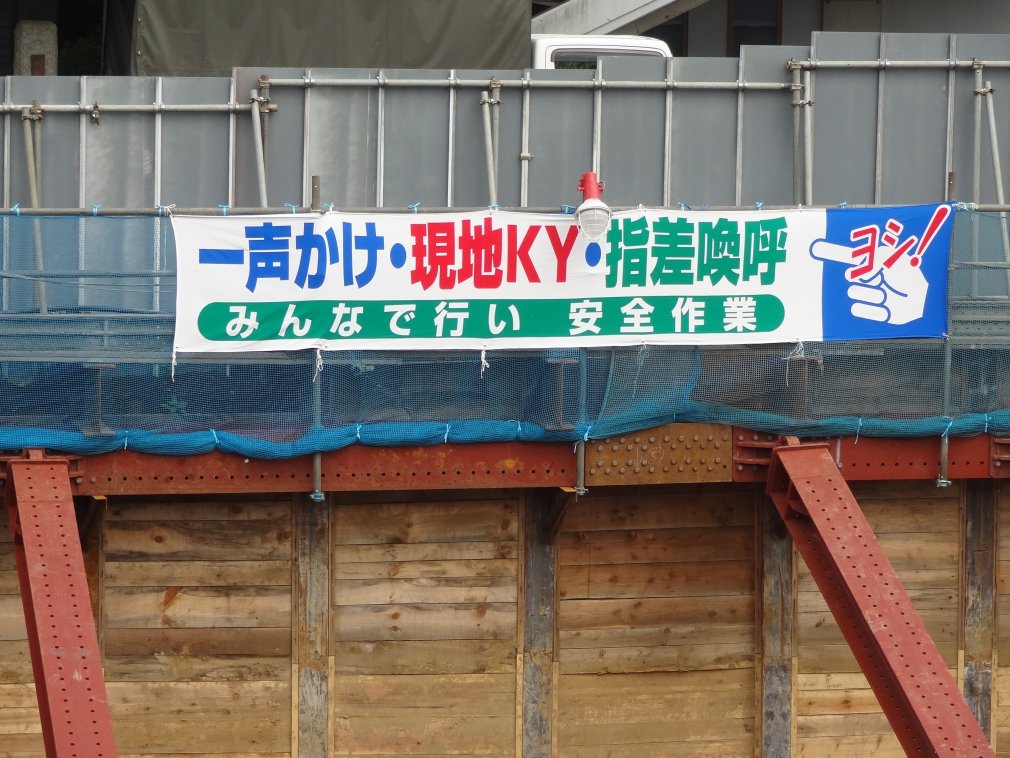 一声かけ・現地KY・指差喚呼
みんなで行い 安全作業
ヨシ!